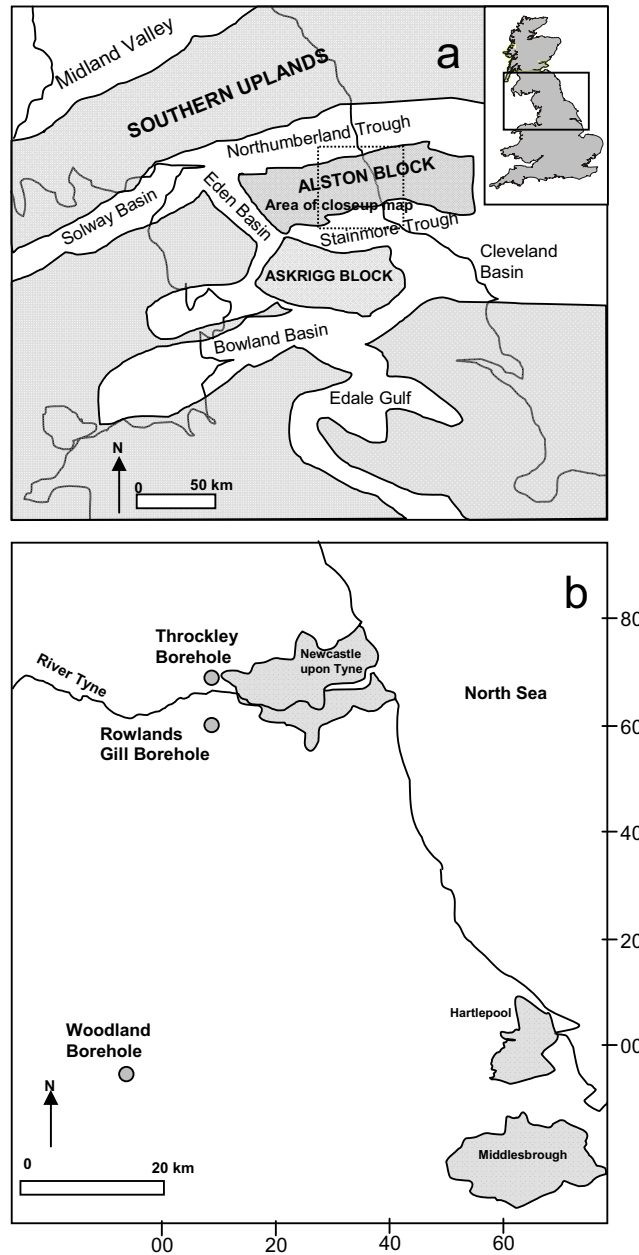 a
Midland Valley
SOUTHERN UPLANDS
Northumberland Trough
ALSTON BLOCK
Area of closeup map
Solway Basin
Eden Basin
Stainmore Trough
Cleveland
Basin
ASKRIGG BLOCK
Bowland Basin
Edale Gulf
N
0 50 km
b
80
Throckley
Borehole
Newcastle
upon Tyne
River Tyne
North Sea
Rowlands
Gill Borehole
60
40
20
Hartlepool
Woodland
Borehole
00
N
0 20 km
Middlesbrough
00 20 40 60